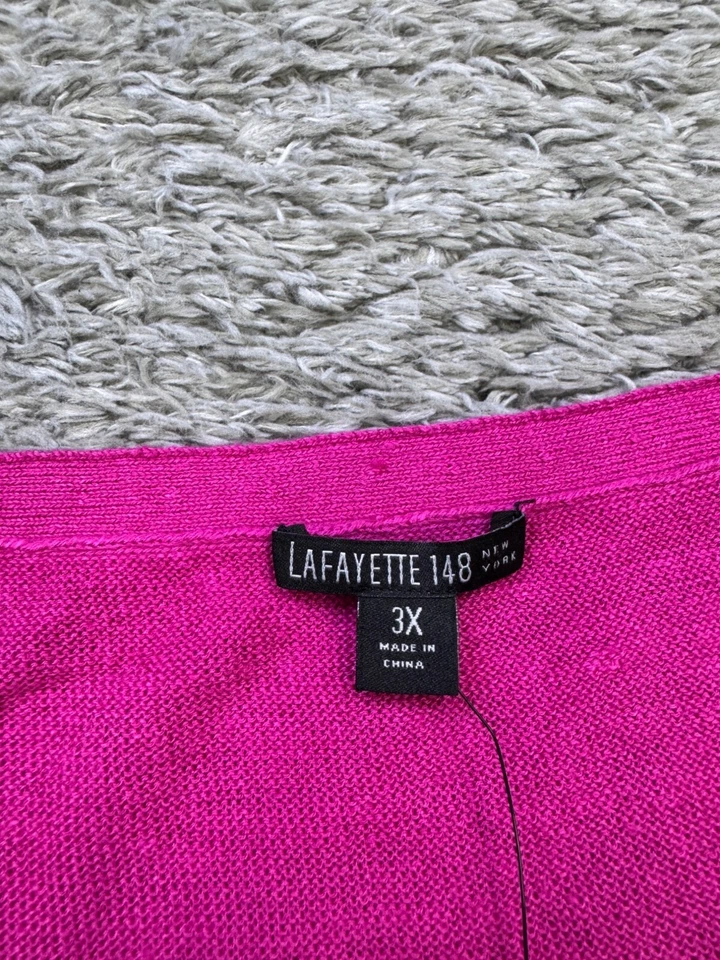 LAFAYETTE 148 NEW YORK
3X
MADE IN
CHINA